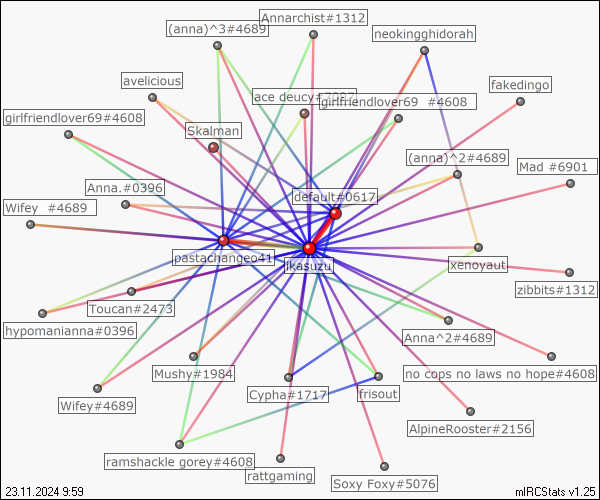 Annarchist#1312
(anna)^3#4689
neokingghidorah
avelicious
fakedingo
ace deucy
girlfriendlover69 #4608
girlfriendlover69#4608
Skalman
(anna)^2#4689
Mad #6901
Anna.#0396
default#0617
Wifey #4689
pastachangeo41
ikasuzu
xenoyaut
zibbits#1312
Toucan#2473
hypomanianna#0396
Anna^2#4689
Mushy#1984
no cops no laws no hope#4608
Cypha#1717
frisout
Wifey#4689
AlpineRooster#2156
ramshackle gorey#4608
rattgaming
Soxy Foxy#5076
23.11.2024 9:59
mIRCStats v1.25